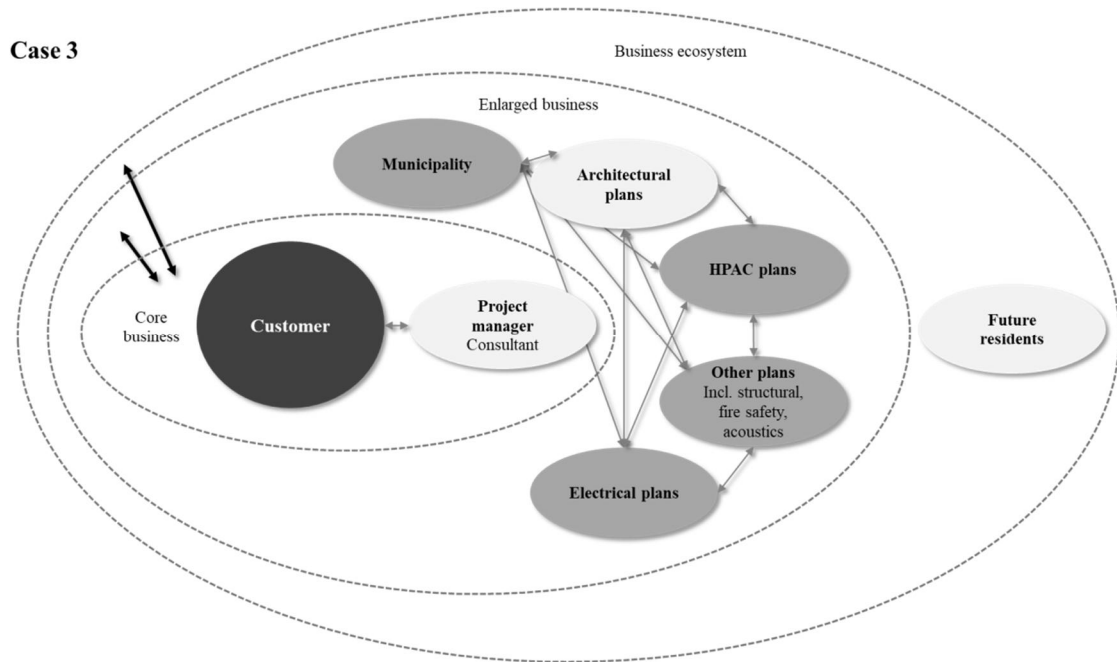 Case 3
Business ecosystem
Enlarged business
Municipality
Architectural
plans
HPAC plans
Core
business
Customer
Project
manager
Consultant
Future
residents
Other plans
Incl. structural,
fire safety,
acoustics
Electrical plans